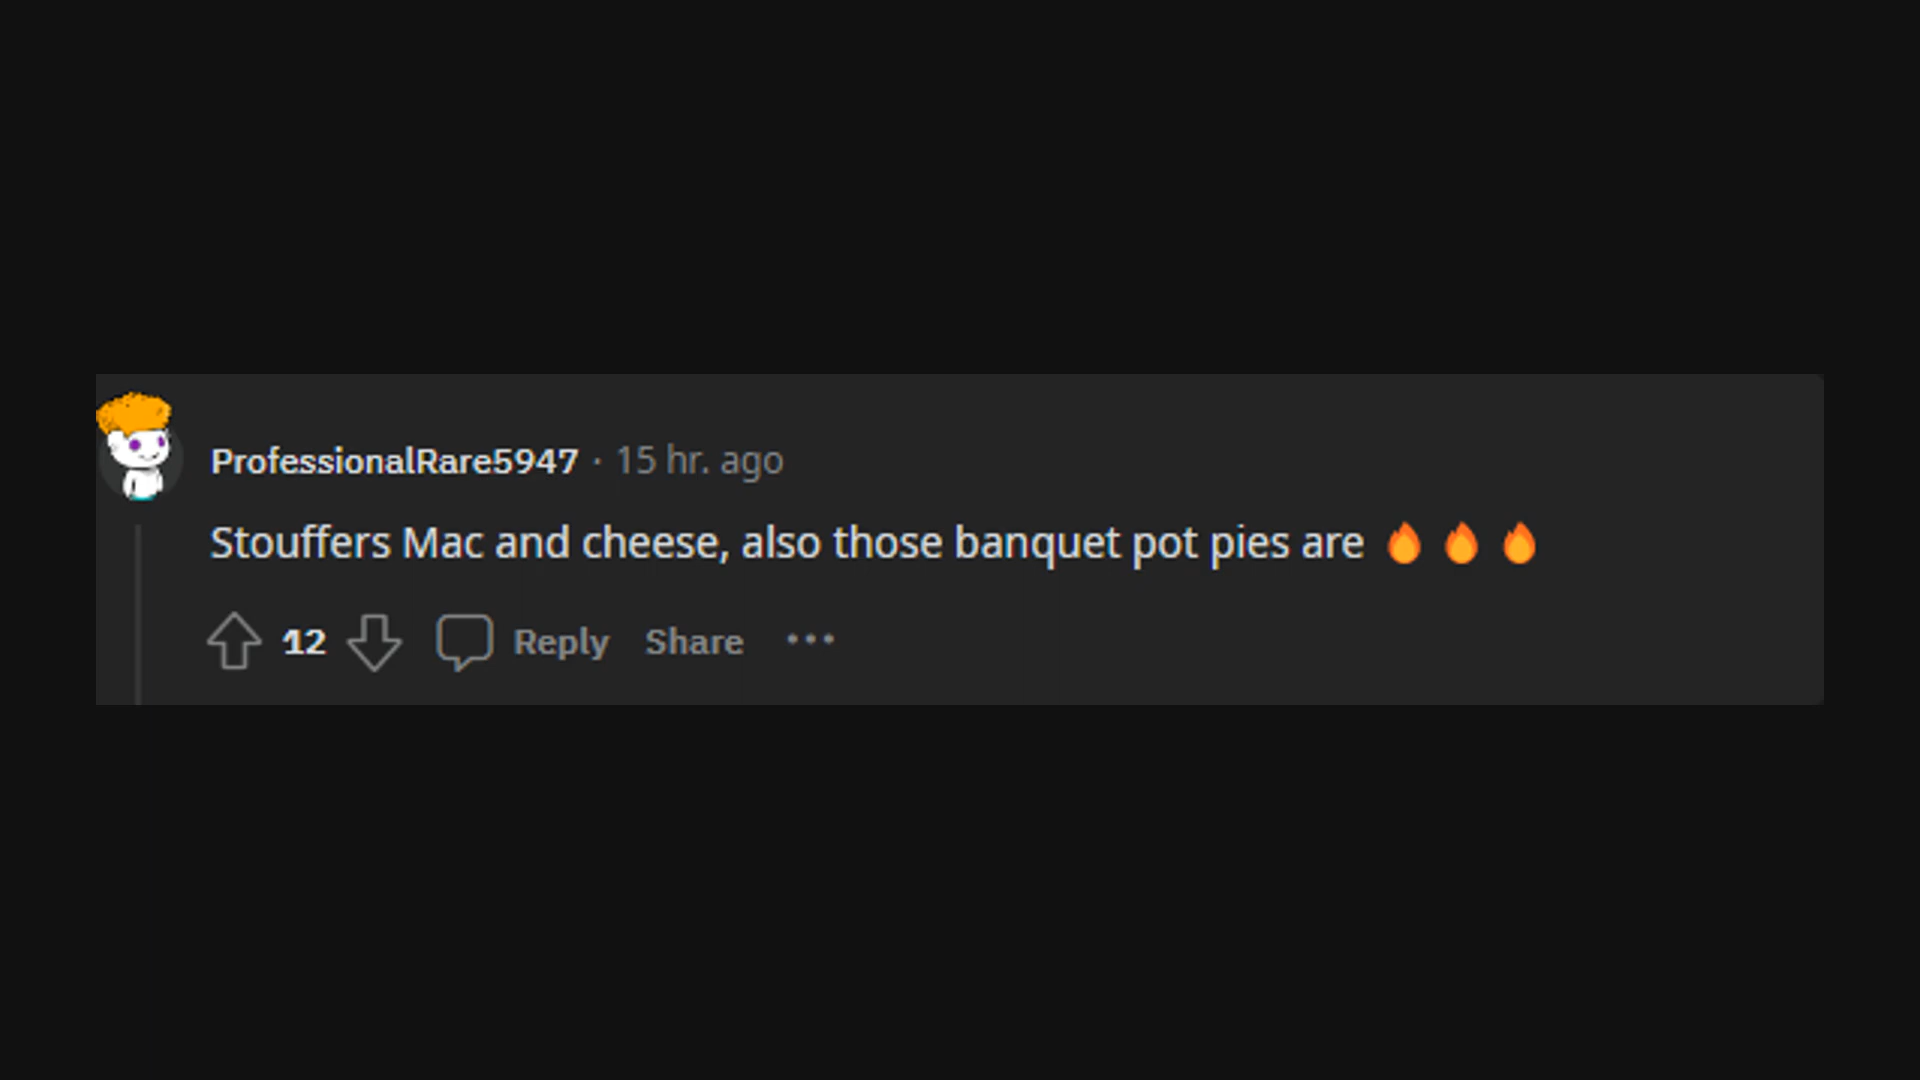 ProfessionalRare5947 · 15 hr. ago
Stouffers Mac and cheese, also those banquet pot pies are 🔥 🔥 🔥
12 Reply Share ···